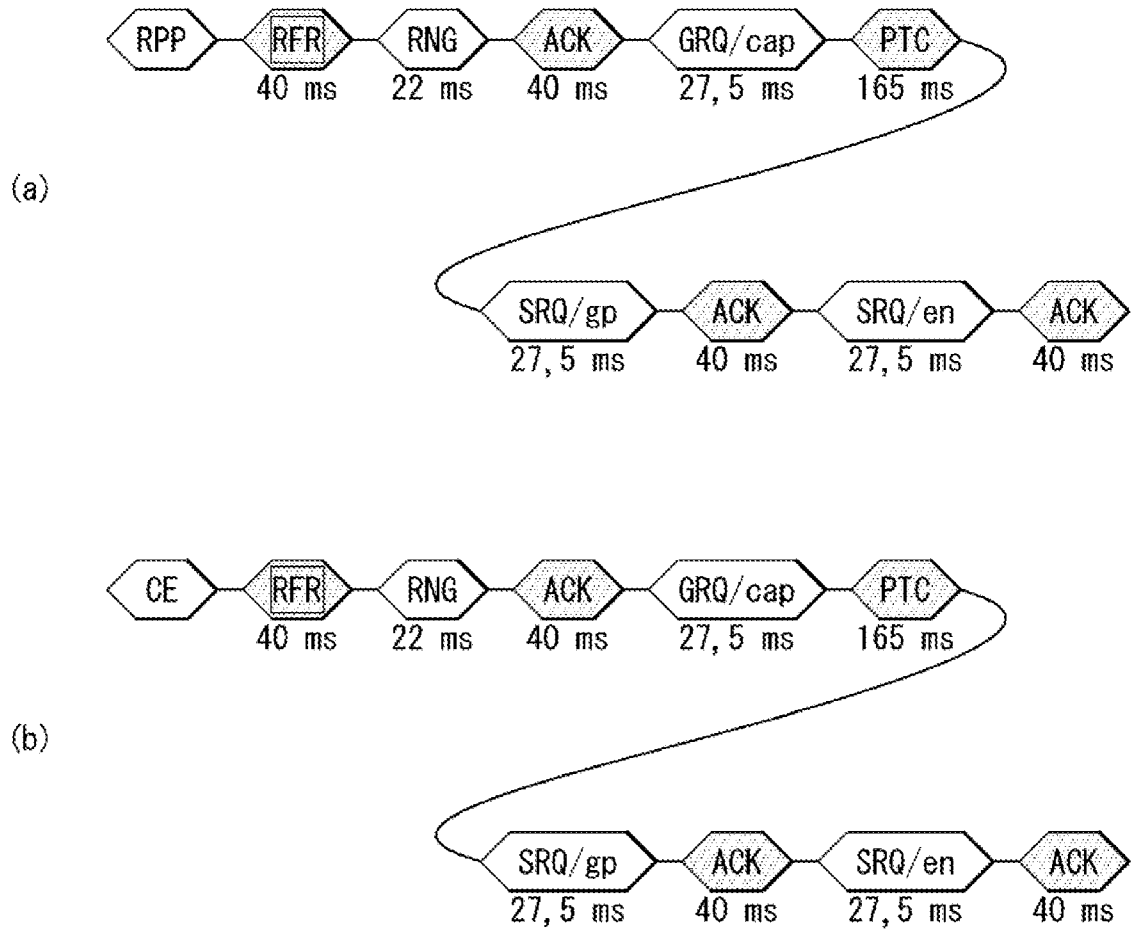 RPP RFR RNG ACK GRQ/cap PTC
40 ms 22 ms 40 ms 27,5 ms 165 ms
(a)
SRQ/gp ACK SRQ/en ACK
27,5 ms 40 ms 27,5 ms 40 ms
CE RFR RNG ACK GRQ/cap PTC
40 ms 22 ms 40 ms 27,5 ms 165 ms
(b)
SRQ/gp ACK SRQ/en ACK
27,5 ms 40 ms 27,5 ms 40 ms